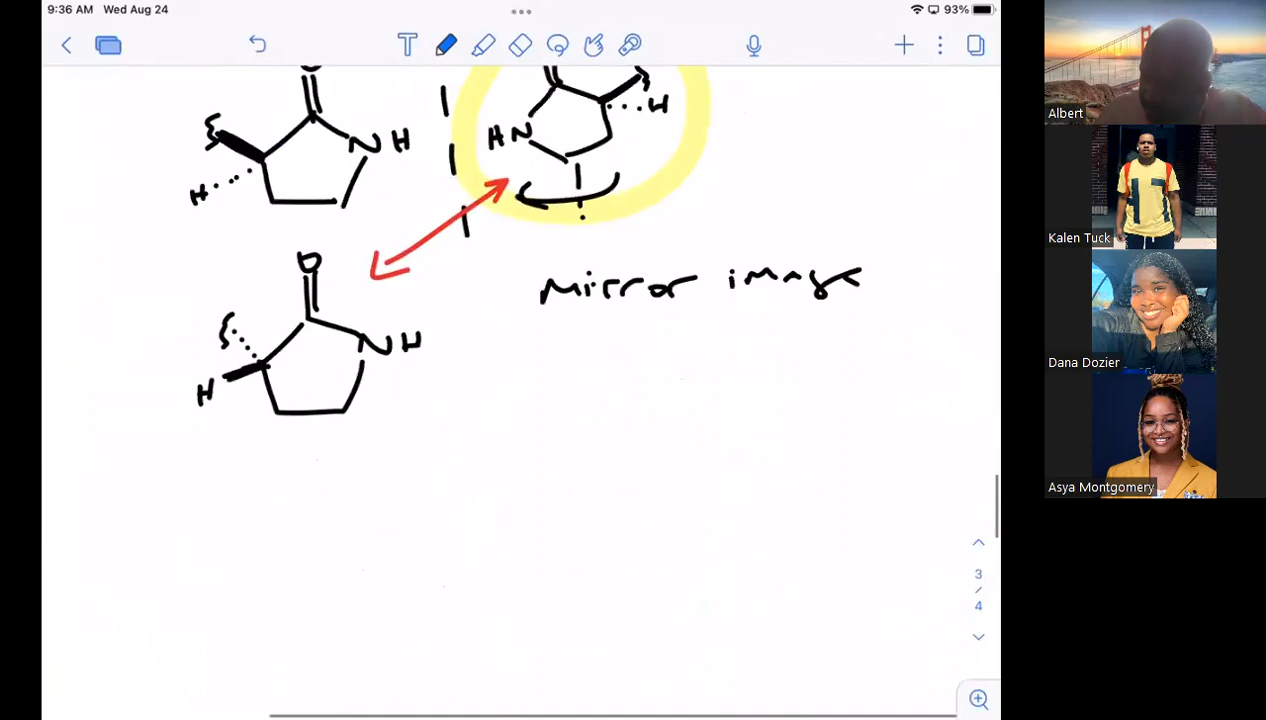 9:36 AM Wed Aug 24
93%
T
H
HN
H
N H
H
mirror image
O
NH
H
3
/
4
Albert
Kalen Tuck
Dana Dozier
Asya Montgomery